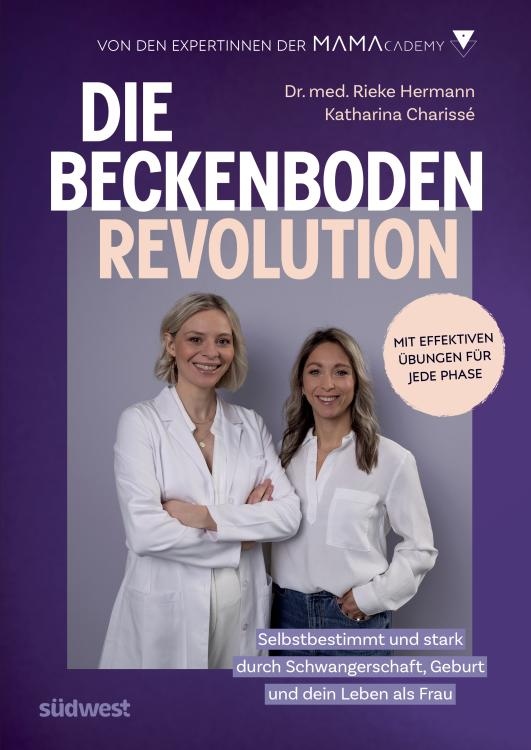 VON DEN EXPERTINNEN DER MAMACADEMY
Dr. med. Rieke Hermann
Katharina Charissé
DIE
BECKENBODEN
REVOLUTION
MIT EFFEKTIVEN
ÜBUNGEN FÜR
JEDE PHASE
Selbstbestimmt und stark
durch Schwangerschaft, Geburt
und dein Leben als Frau
südwest